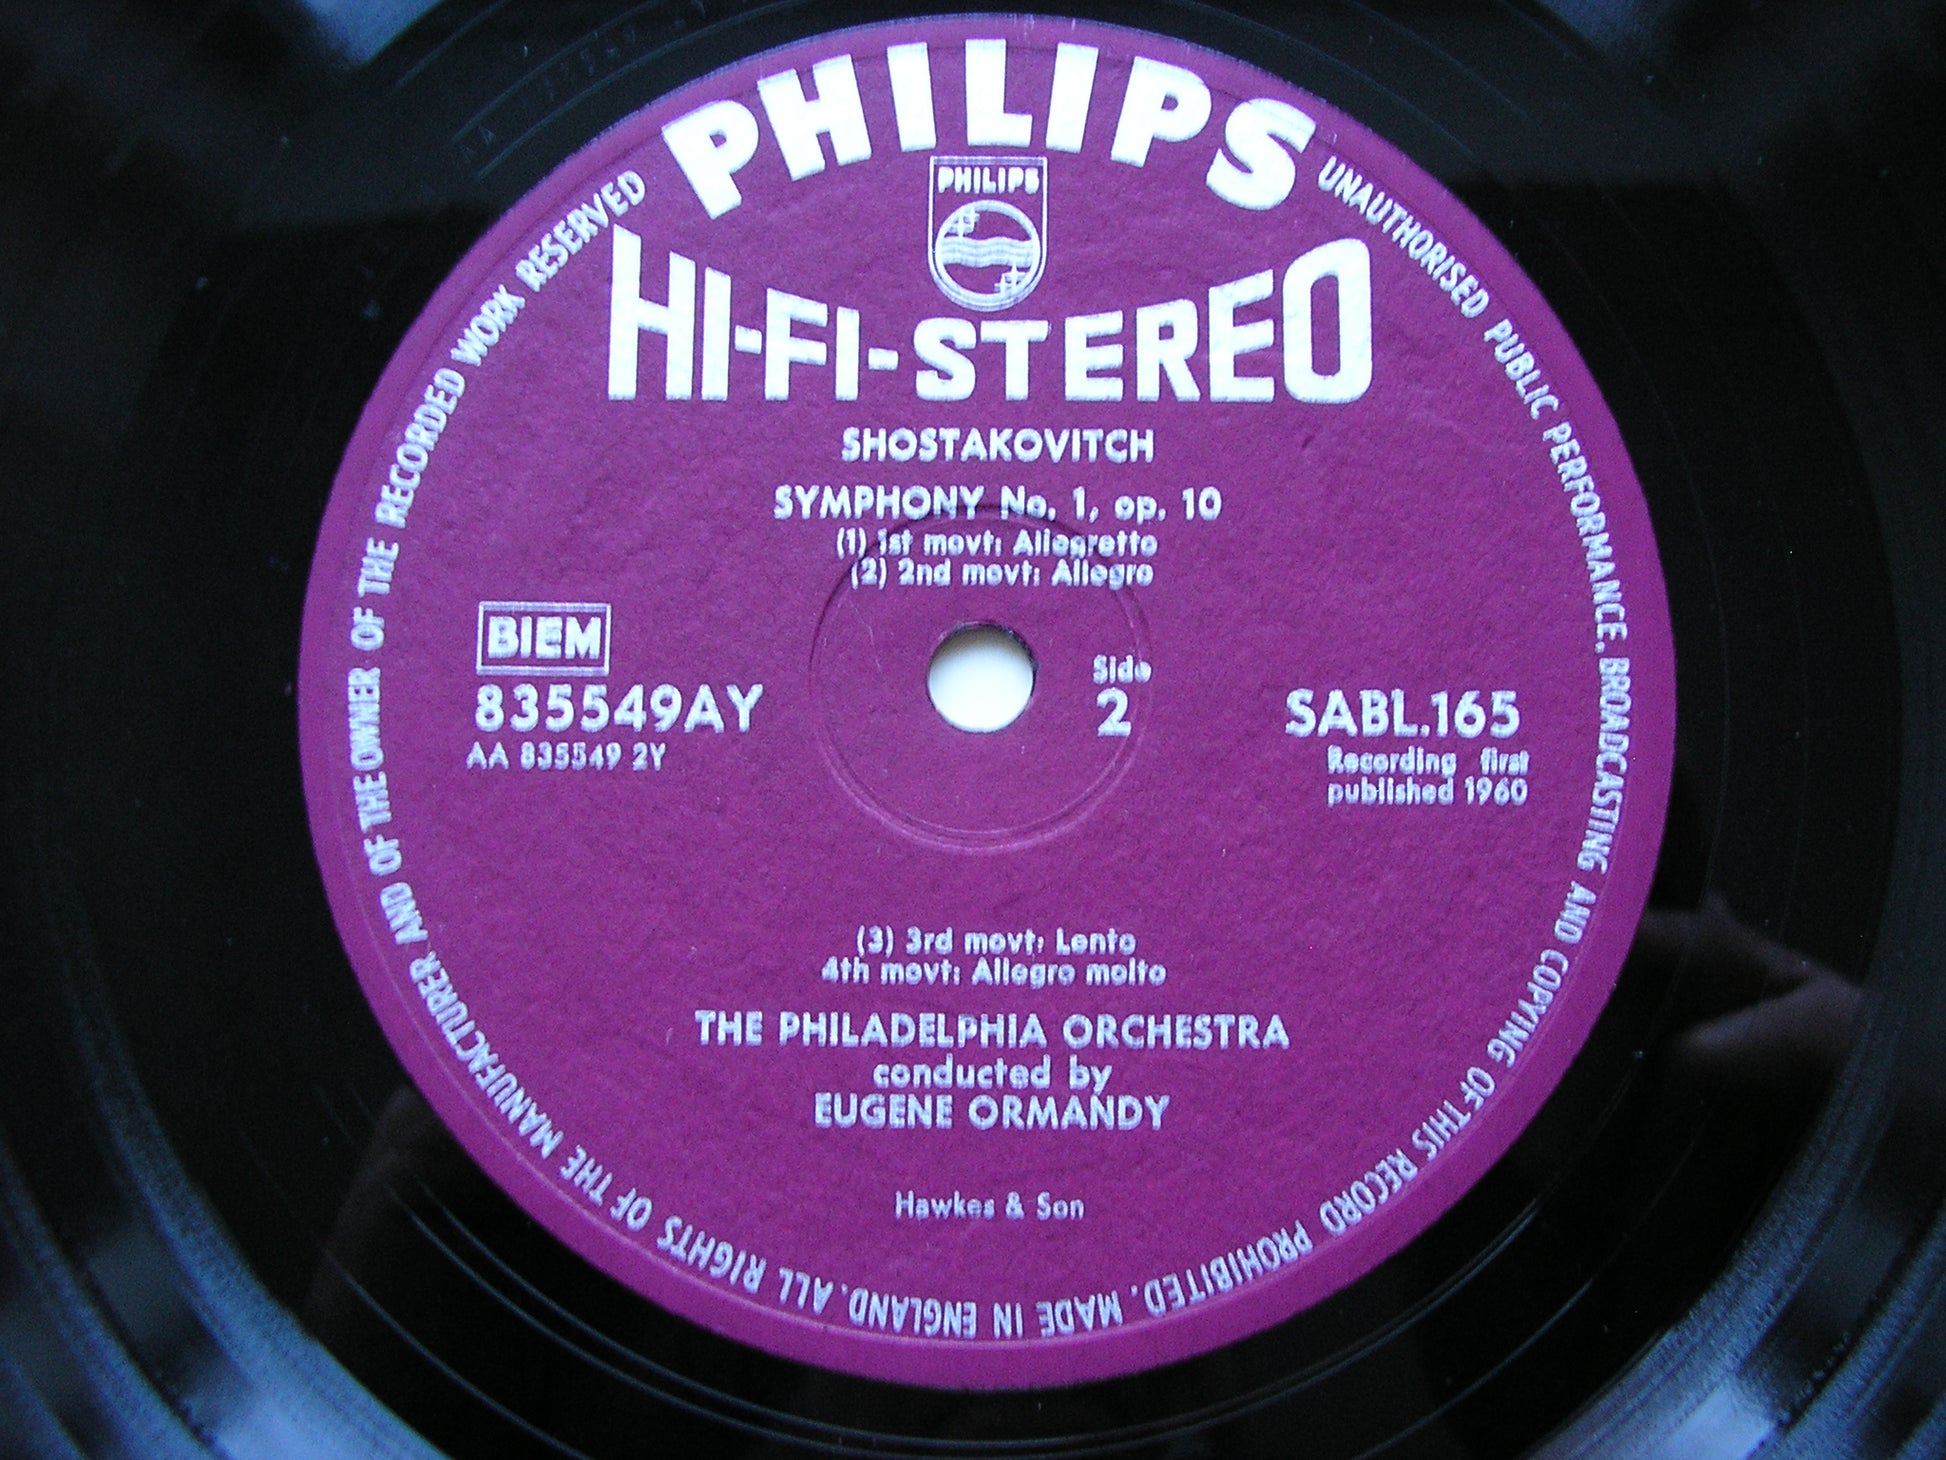 PHILIPS
PHILIPS
HI-FI-STEREO
SHOSTAKOVITCH
SYMPHONY No. 1, op. 10
(1) 1st movt: Allegretto
(2) 2nd movt: Allegro
BIEM
835549AY
AA 835549 2Y
Side
2
SABL.165
Recording first
published 1960
(3) 3rd movt: Lento
4th movt: Allegro molto
THE PHILADELPHIA ORCHESTRA
conducted by
EUGENE ORMANDY
Hawkes & Son
UNAUTHORISED PUBLIC PERFORMANCE, BROADCASTING AND COPYING OF THIS RECORD PROHIBITED. MADE IN ENGLAND. ALL RIGHTS OF THE MANUFACTURER AND OF THE OWNER OF THE RECORDED WORK RESERVED